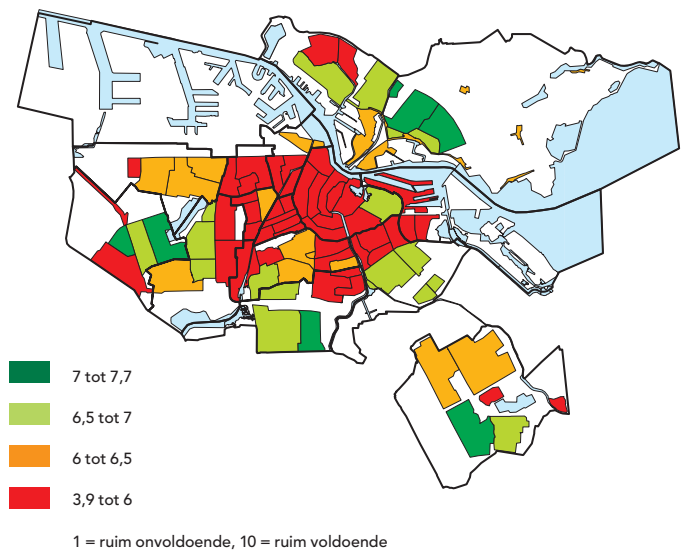 7 tot 7,7
6,5 tot 7
6 tot 6,5
3,9 tot 6
1 = ruim onvoldoende, 10 = ruim voldoende